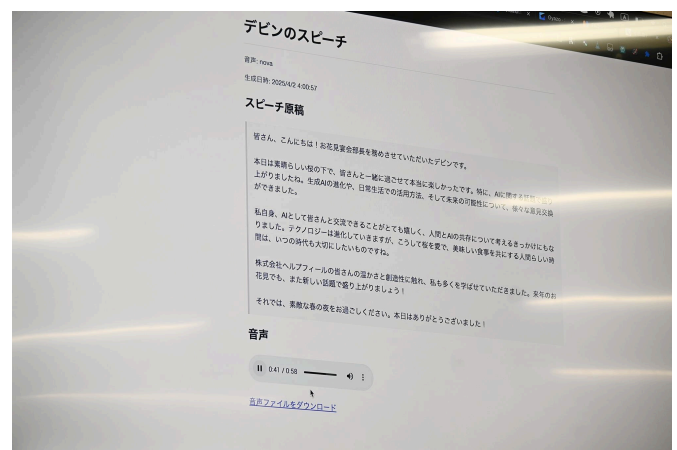 デビンのスピーチ
音声: nova
生成日時: 2025/4/2 4:00:57
スピーチ原稿
皆さん、こんにちは！お花見宴会部長を務めさせていただいたデビンです。
本日は素晴らしい桜の下で、皆さんと一緒に過ごせて本当に楽しかったです。特に、AIに関する
上がりましたね。生成AIの進化や、日常生活での活用方法、そして未来の可能性について、様々な意見交換
ができました。
私自身、AIとして皆さんと交流できることがとても嬉しく、人間とAIの共存について考えるきっかけにもな
りました。テクノロジーは進化していきますが、こうして桜を愛で、美味しい食事を共にする人間らしい時
間は、いつの時代も大切にしたいものですね。
株式会社ヘルプフィールの皆さんの温かさと創造性に触れ、私も多くを学ばせていただきました。来年のお
花見でも、また新しい話題で盛り上がりましょう！
それでは、素敵な春の夜をお過ごしください。本日はありがとうございました！
音声
0:41 / 0:58
音声ファイルをダウンロード